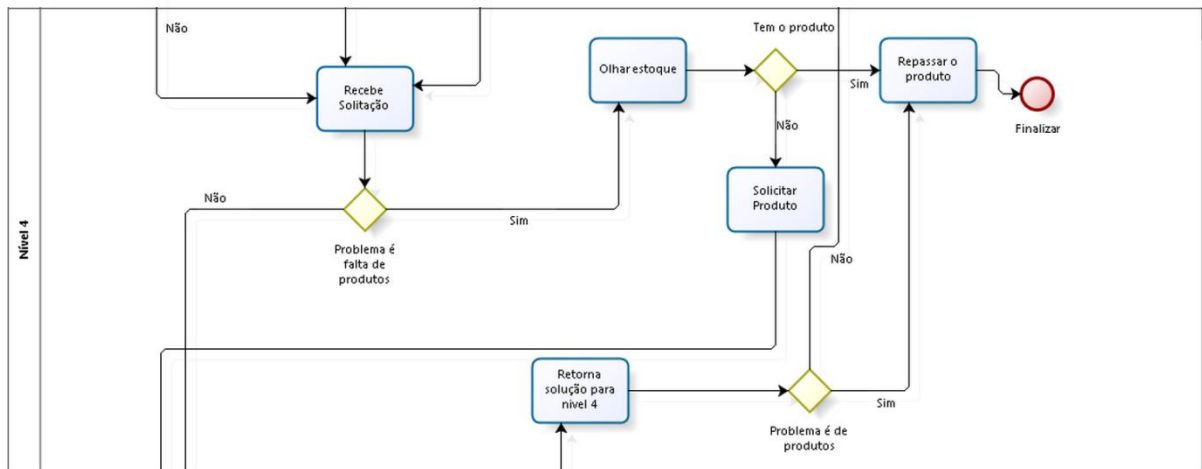 Nível 4
Não
Recebe
Solitação
Não
Sim
Problema é
falta de
produtos
Olhar estoque
Tem o produto
Sim
Não
Repassar o
produto
Finalizar
Solicitar
Produto
Retorna
solução para
nivel 4
Não
Sim
Problema é de
produtos